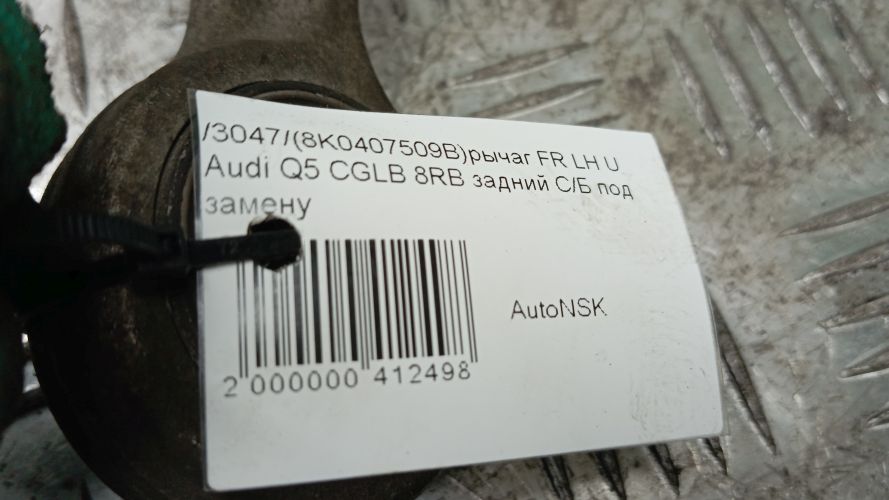 /3047/(8K0407509B)рычаг FR LH U
Audi Q5 CGLB 8RB задний С/Б под
замену
AutoNSK
2 000000 412498